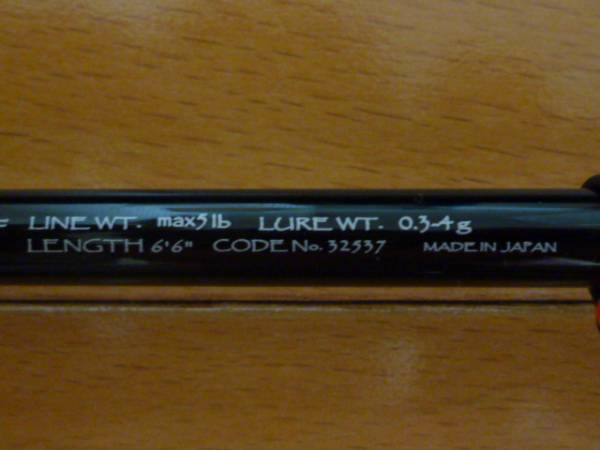 LINE WT. max5lb LURE WT. 0.3-4g
LENGTH 6'6" CODE No. 32537 MADE IN JAPAN